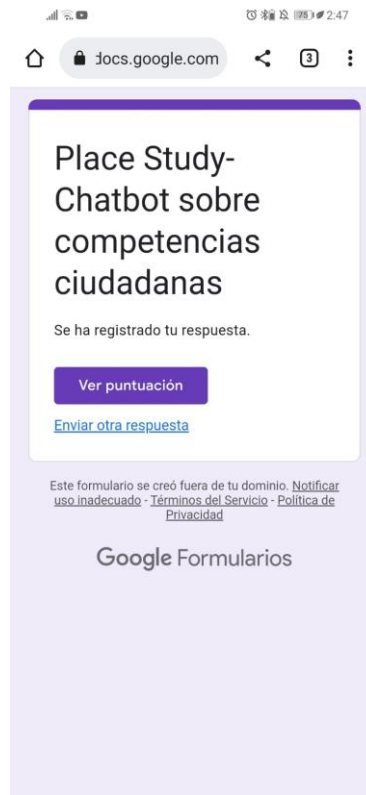 75 2:47
docs.google.com 3
Place Study-
Chatbot sobre
competencias
ciudadanas
Se ha registrado tu respuesta.
Ver puntuación
Enviar otra respuesta
Este formulario se creó fuera de tu dominio. Notificar
uso inadecuado - Términos del Servicio - Política de
Privacidad
Google Formularios